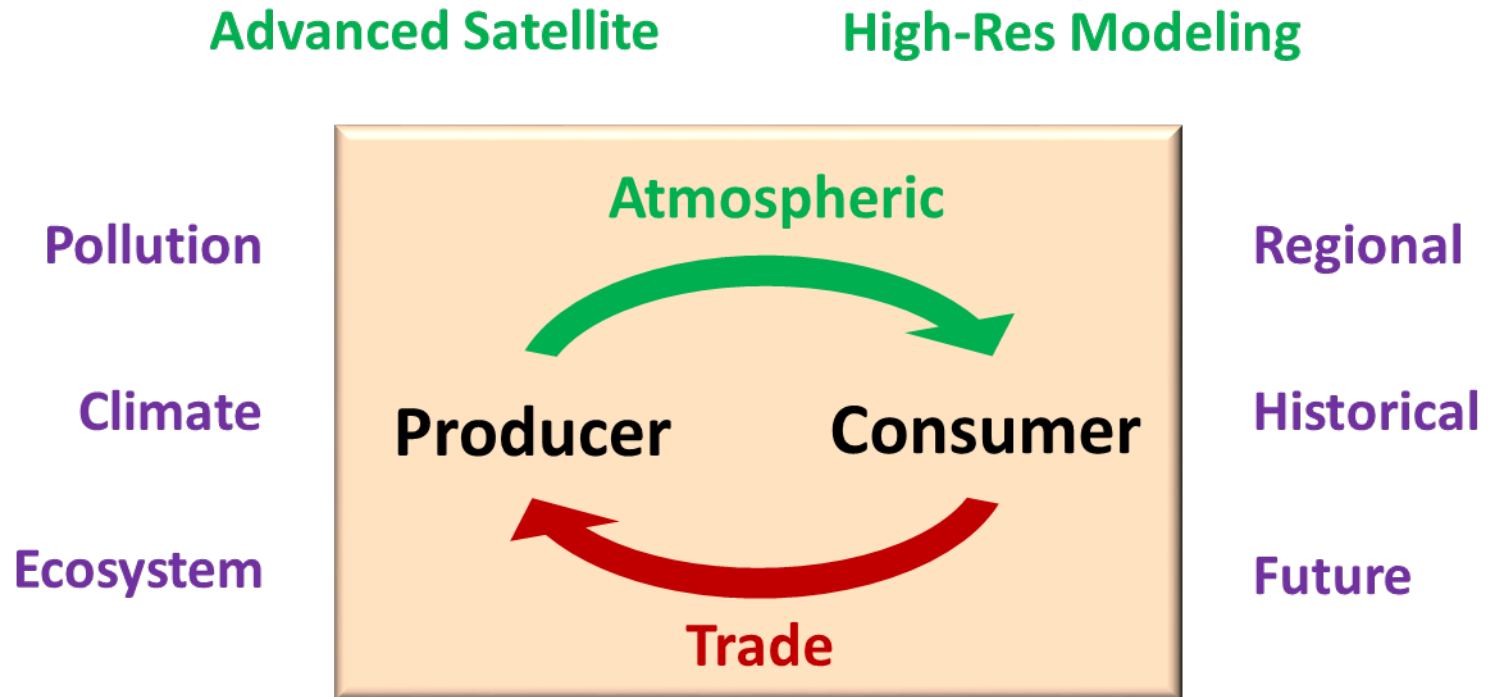 Advanced Satellite
High-Res Modeling
Atmospheric
Pollution
Regional
Climate
Producer
Consumer
Historical
Ecosystem
Future
Trade